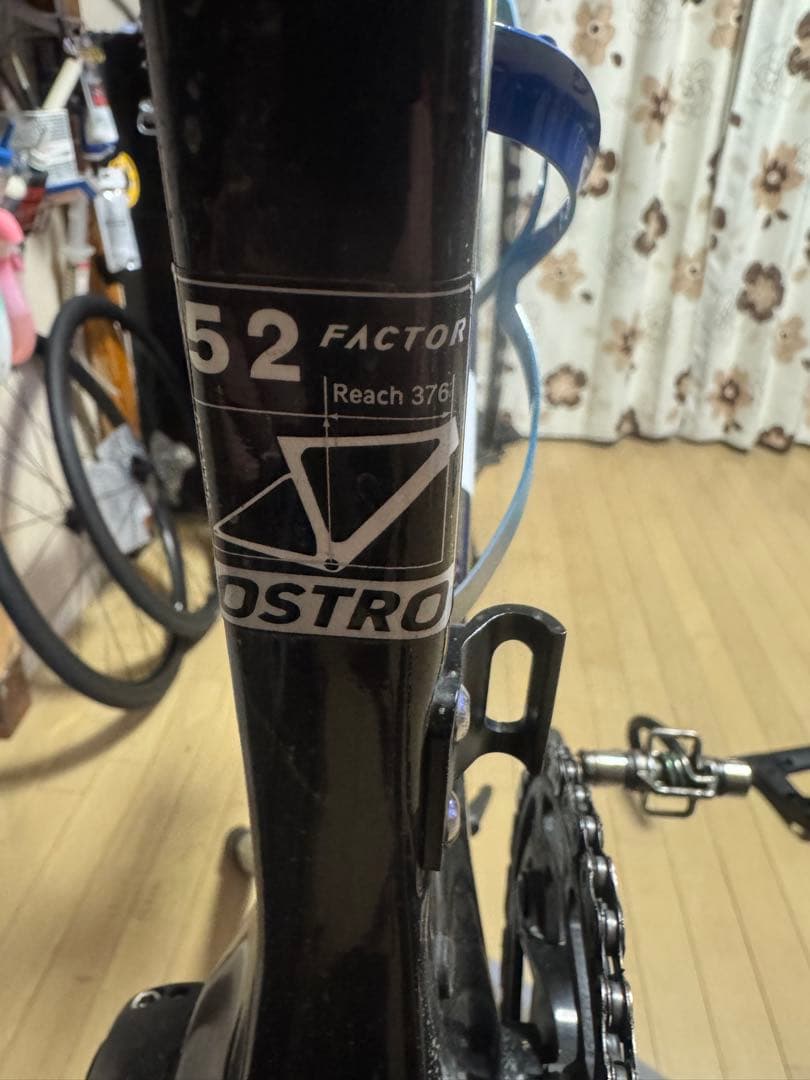 52 FACTOR
Reach 376
OSTRO